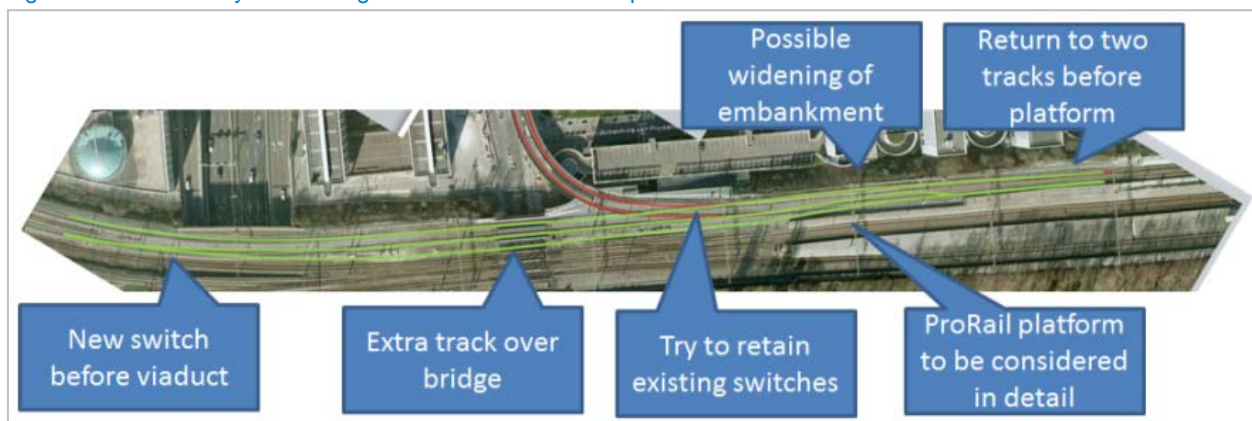 Possible
widening of
embankment
Return to two
tracks before
platform
New switch
before viaduct
Extra track over
bridge
Try to retain
existing switches
ProRail platform
to be considered
in detail